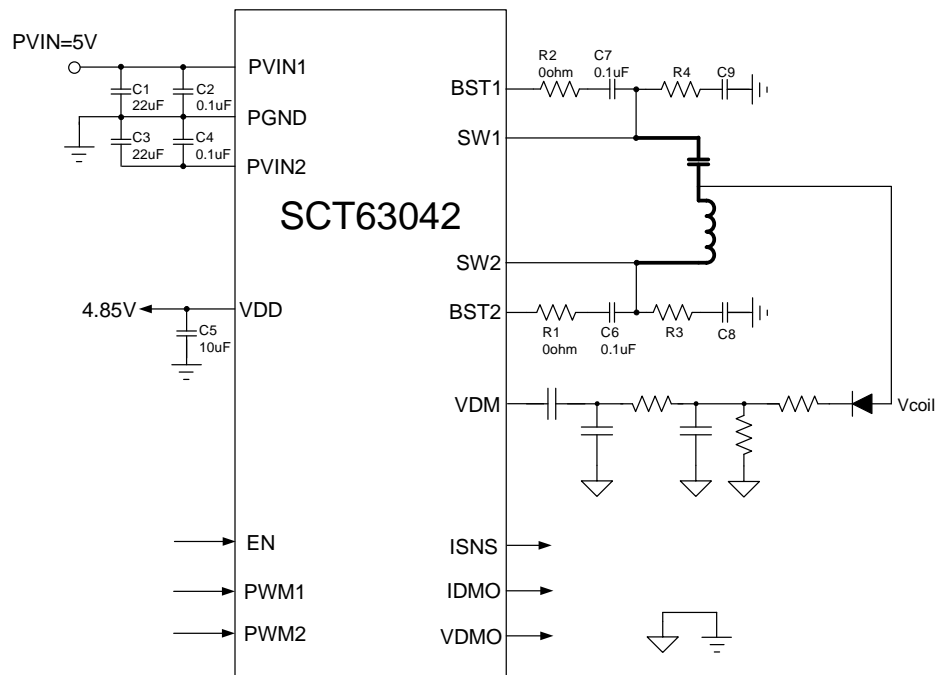 PVIN=5V
PVIN1
C1
22uF
C2
0.1uF
PGND
C3
22uF
C4
0.1uF
PVIN2
SCT63042
4.85V
VDD
C5
10uF
EN
PWM1
PWM2
BST1
R2
0ohm
C7
0.1uF
R4
C9
SW1
SW2
BST2
R1
0ohm
C6
0.1uF
R3
C8
VDM
Vcoil
ISNS
IDMO
VDMO